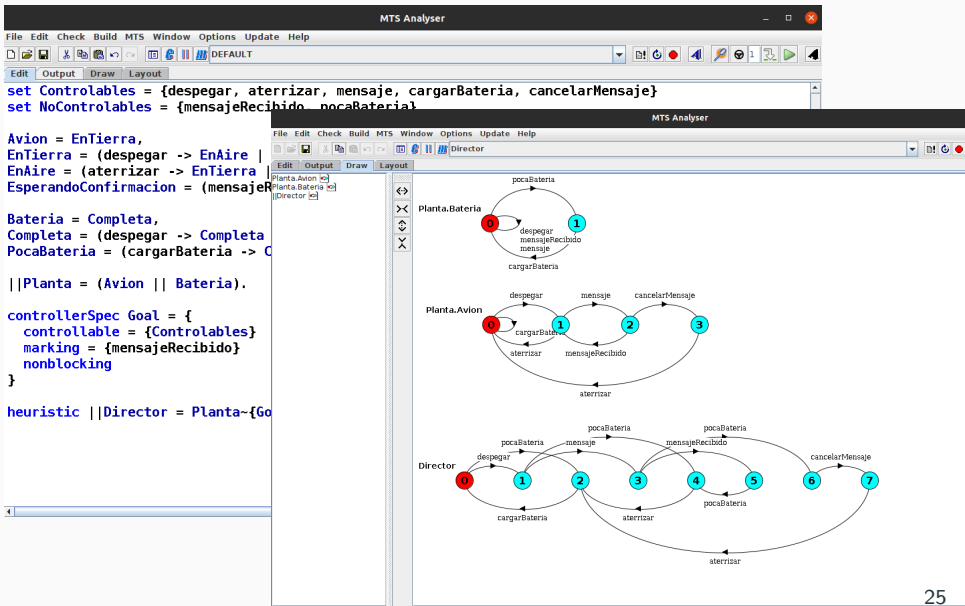 MTS Analyser
File Edit Check Build MTS Window Options Update Help
DEFAULT
1
Edit Output Draw Layout
set Controlables = {despegar, aterrizar, mensaje, cargarBateria, cancelarMensaje}
set NoControlables = {mensajeRecibido, pocaBateria}
Avion = EnTierra,
EnTierra = (despegar -> EnAire |
EnAire = (aterrizar -> EnTierra |
EsperandoConfirmacion = (mensajeR
Bateria = Completa,
Completa = (despegar -> Completa
PocaBateria = (cargarBateria -> C
||Planta = (Avion || Bateria).
controllerSpec Goal = {
controllable = {Controlables}
marking = {mensajeRecibido}
nonblocking
}
heuristic ||Director = Planta~{Go
MTS Analyser
File Edit Check Build MTS Window Options Update Help
Director
Edit Output Draw Layout
Planta.Avion
Planta.Bateria
||Director
pocaBateria
Planta.Bateria
0 1
despegar
mensajeRecibido
mensaje
cargarBateria
despegar mensaje cancelarMensaje
Planta.Avion
0 1 2 3
cargarBateria
aterrizar mensajeRecibido
aterrizar
pocaBateria pocaBateria
pocaBateria mensaje mensajeRecibido
despegar cancelarMensaje
Director
0 1 2 3 4 5 6 7
pocaBateria
cargarBateria aterrizar
aterrizar
25